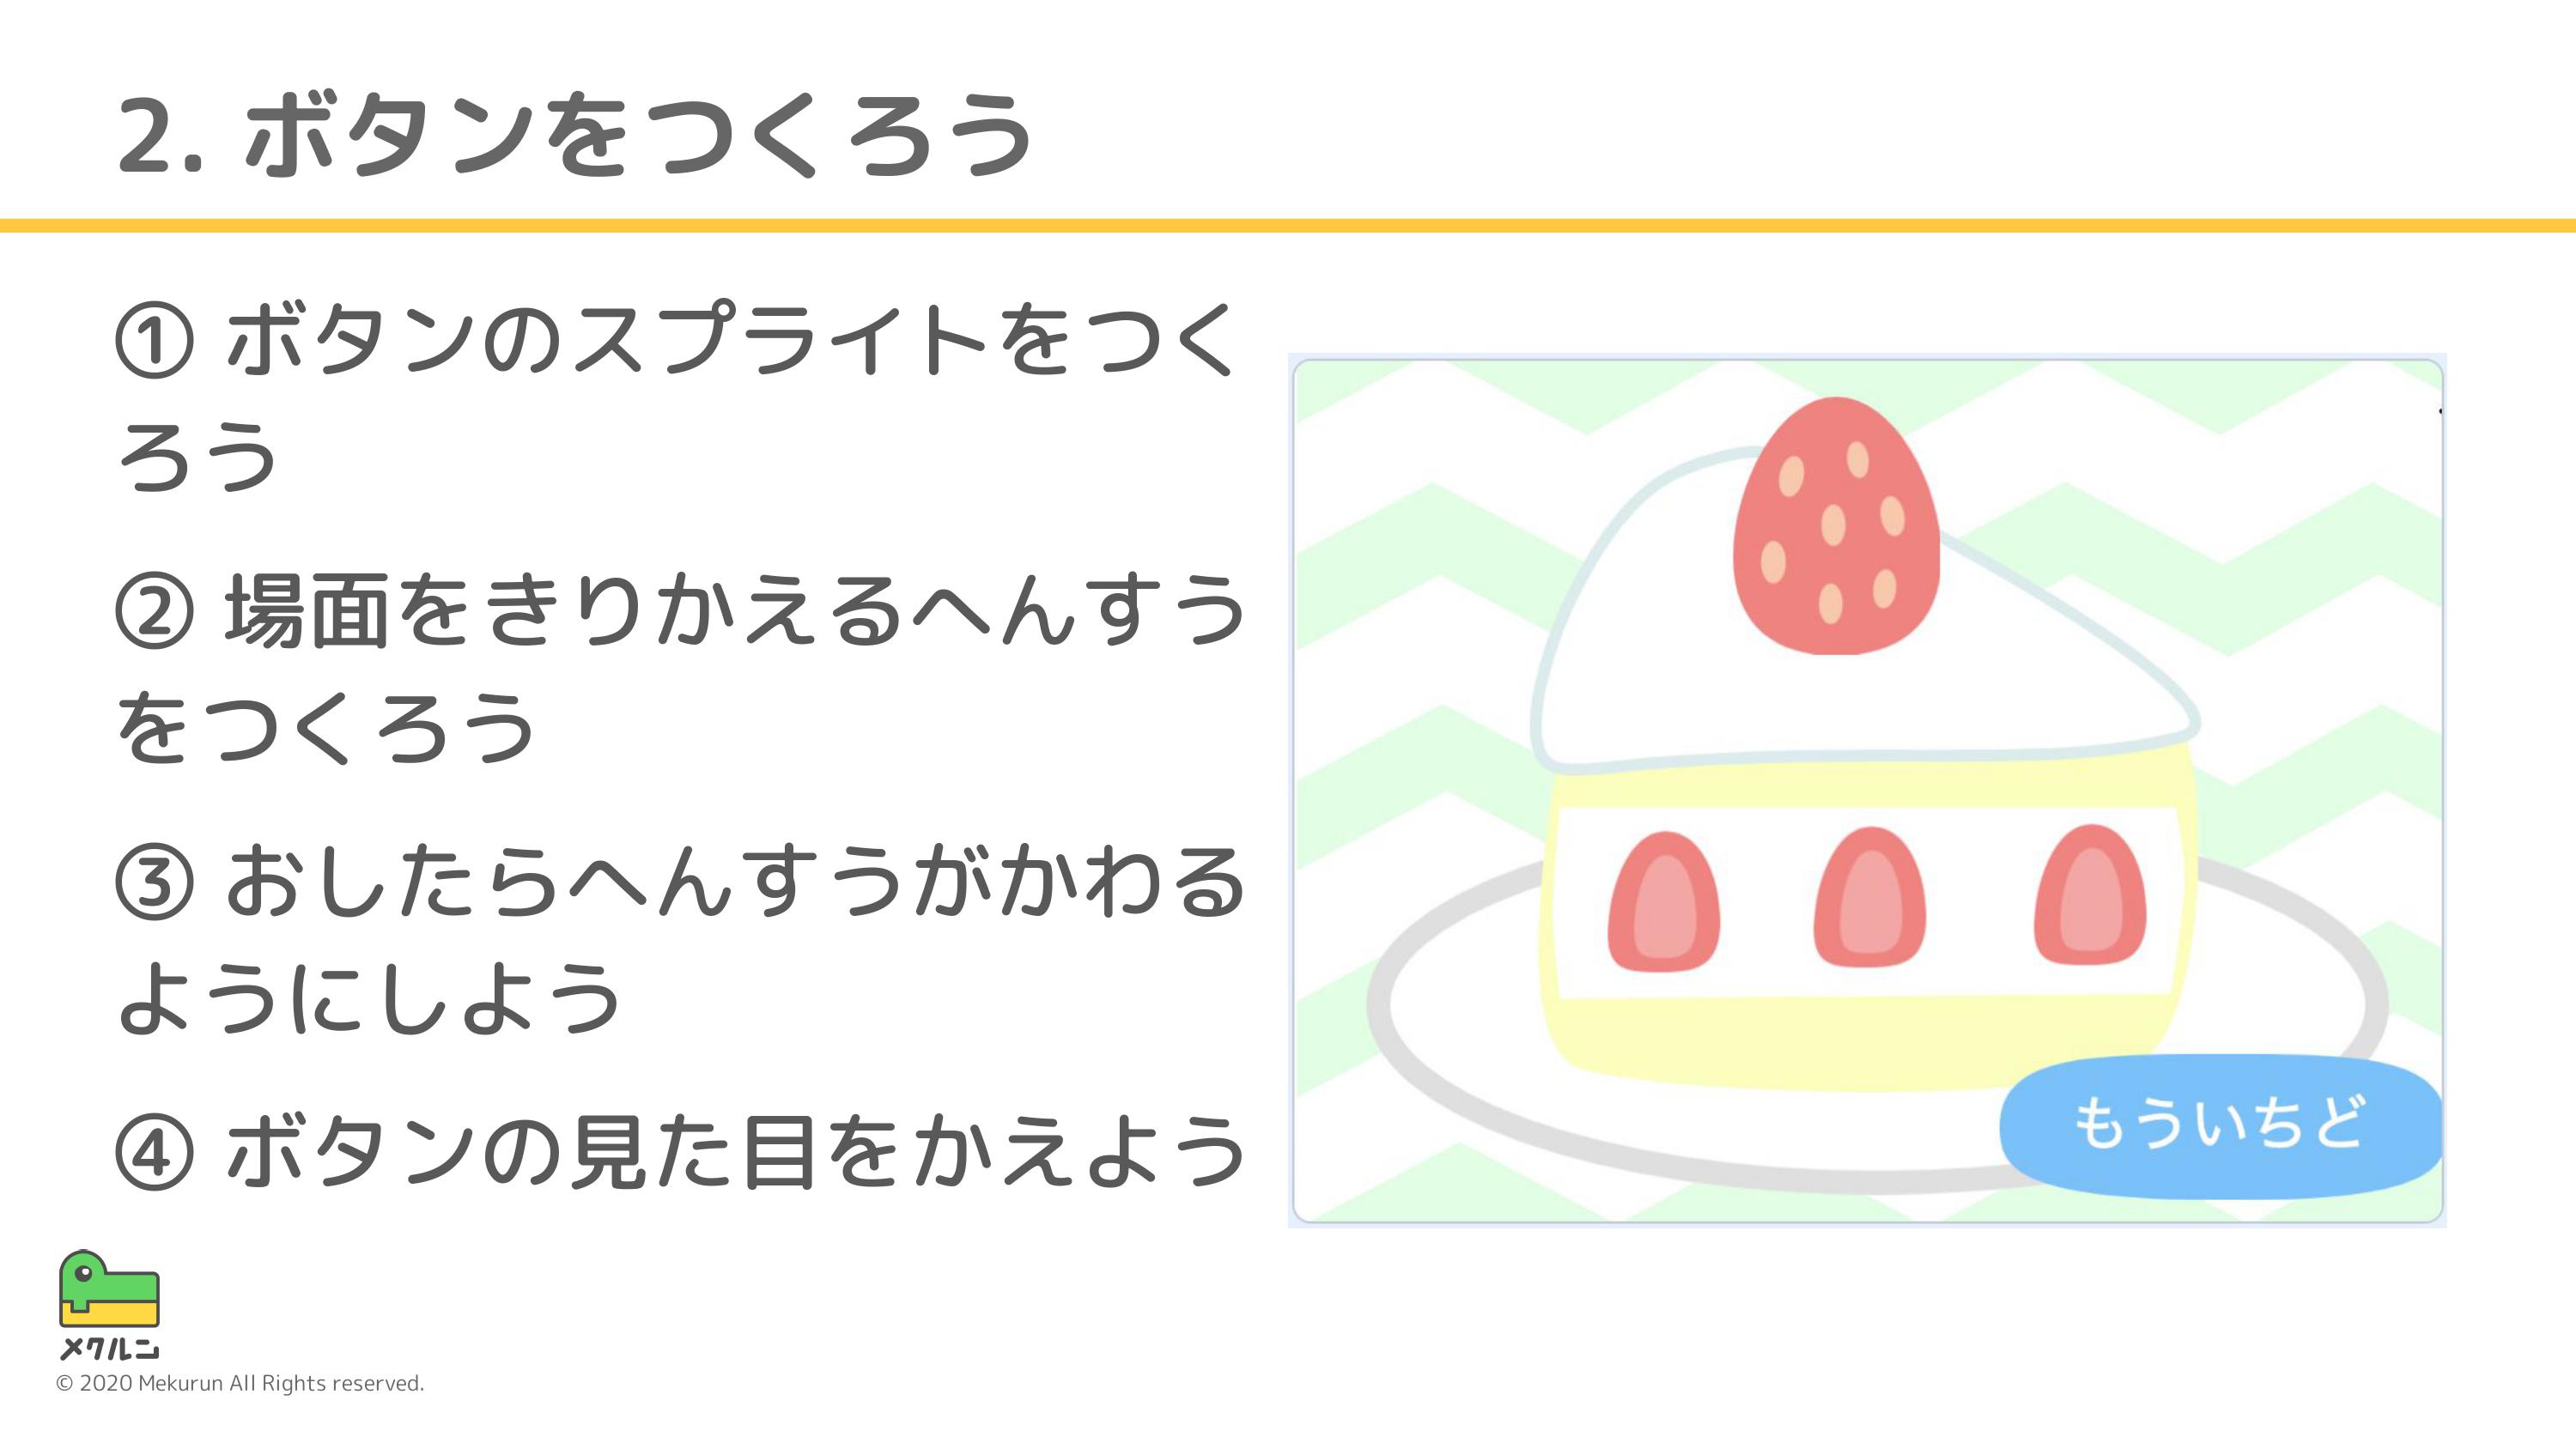 2. ボタンをつくろう
① ボタンのスプライトをつく
ろう
② 場面をきりかえるへんすう
をつくろう
③ おしたらへんすうがかわる
ようにしよう
④ ボタンの見た目をかえよう
もういちど
メクルン
© 2020 Mekurun All Rights reserved.